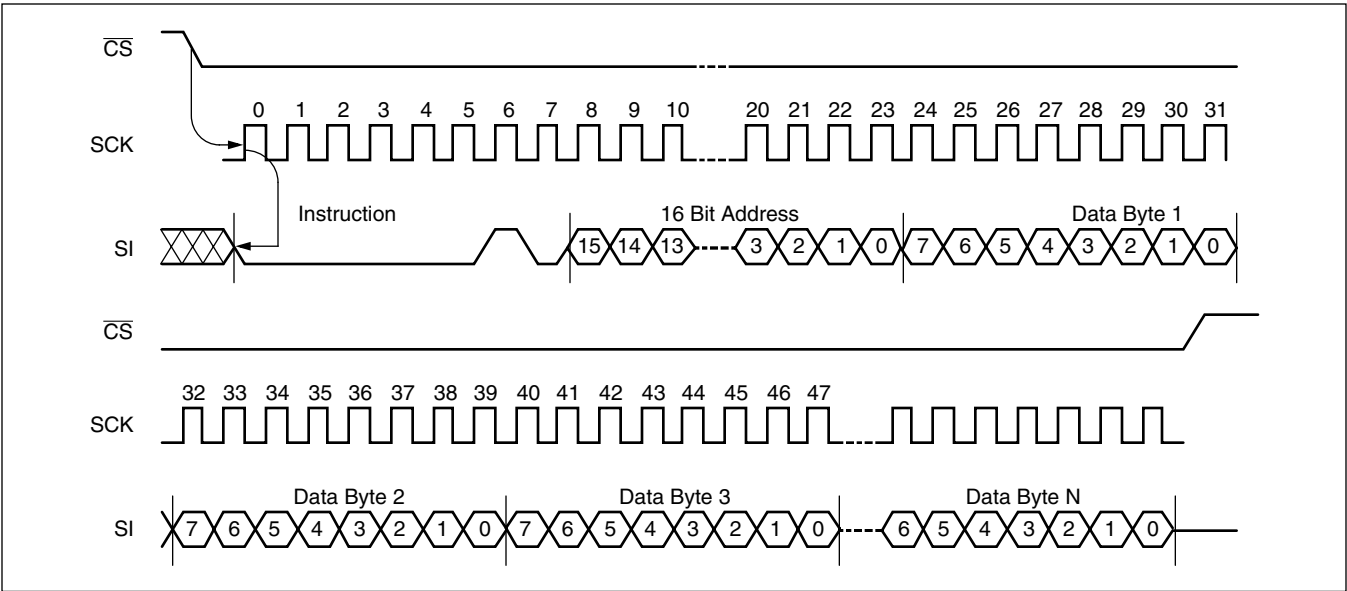 CS
0 1 2 3 4 5 6 7 8 9 10 20 21 22 23 24 25 26 27 28 29 30 31
SCK
Instruction 16 Bit Address Data Byte 1
SI 15 14 13 3 2 1 0 7 6 5 4 3 2 1 0
CS
32 33 34 35 36 37 38 39 40 41 42 43 44 45 46 47
SCK
Data Byte 2 Data Byte 3 Data Byte N
SI 7 6 5 4 3 2 1 0 7 6 5 4 3 2 1 0 6 5 4 3 2 1 0